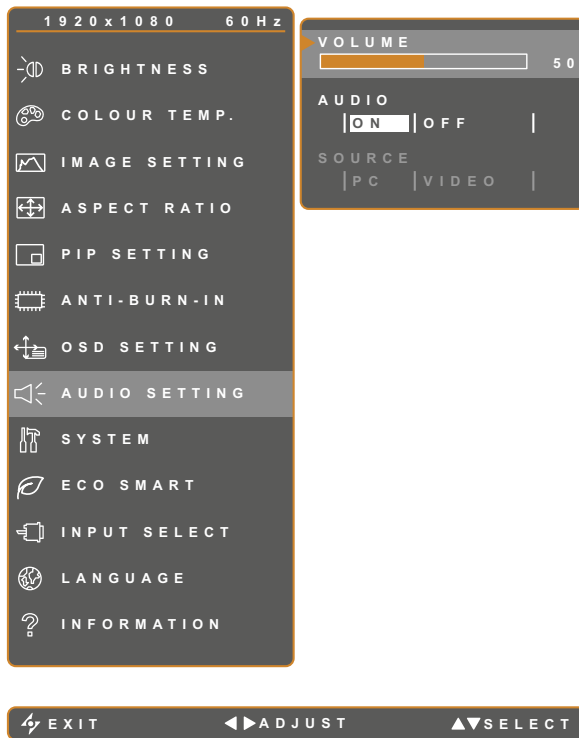 1920x1080 60Hz
BRIGHTNESS
COLOUR TEMP.
IMAGE SETTING
ASPECT RATIO
PIP SETTING
ANTI-BURN-IN
OSD SETTING
AUDIO SETTING
SYSTEM
ECO SMART
INPUT SELECT
LANGUAGE
INFORMATION
VOLUME
50
AUDIO
ON OFF
SOURCE
PC VIDEO
EXIT ADJUST SELECT